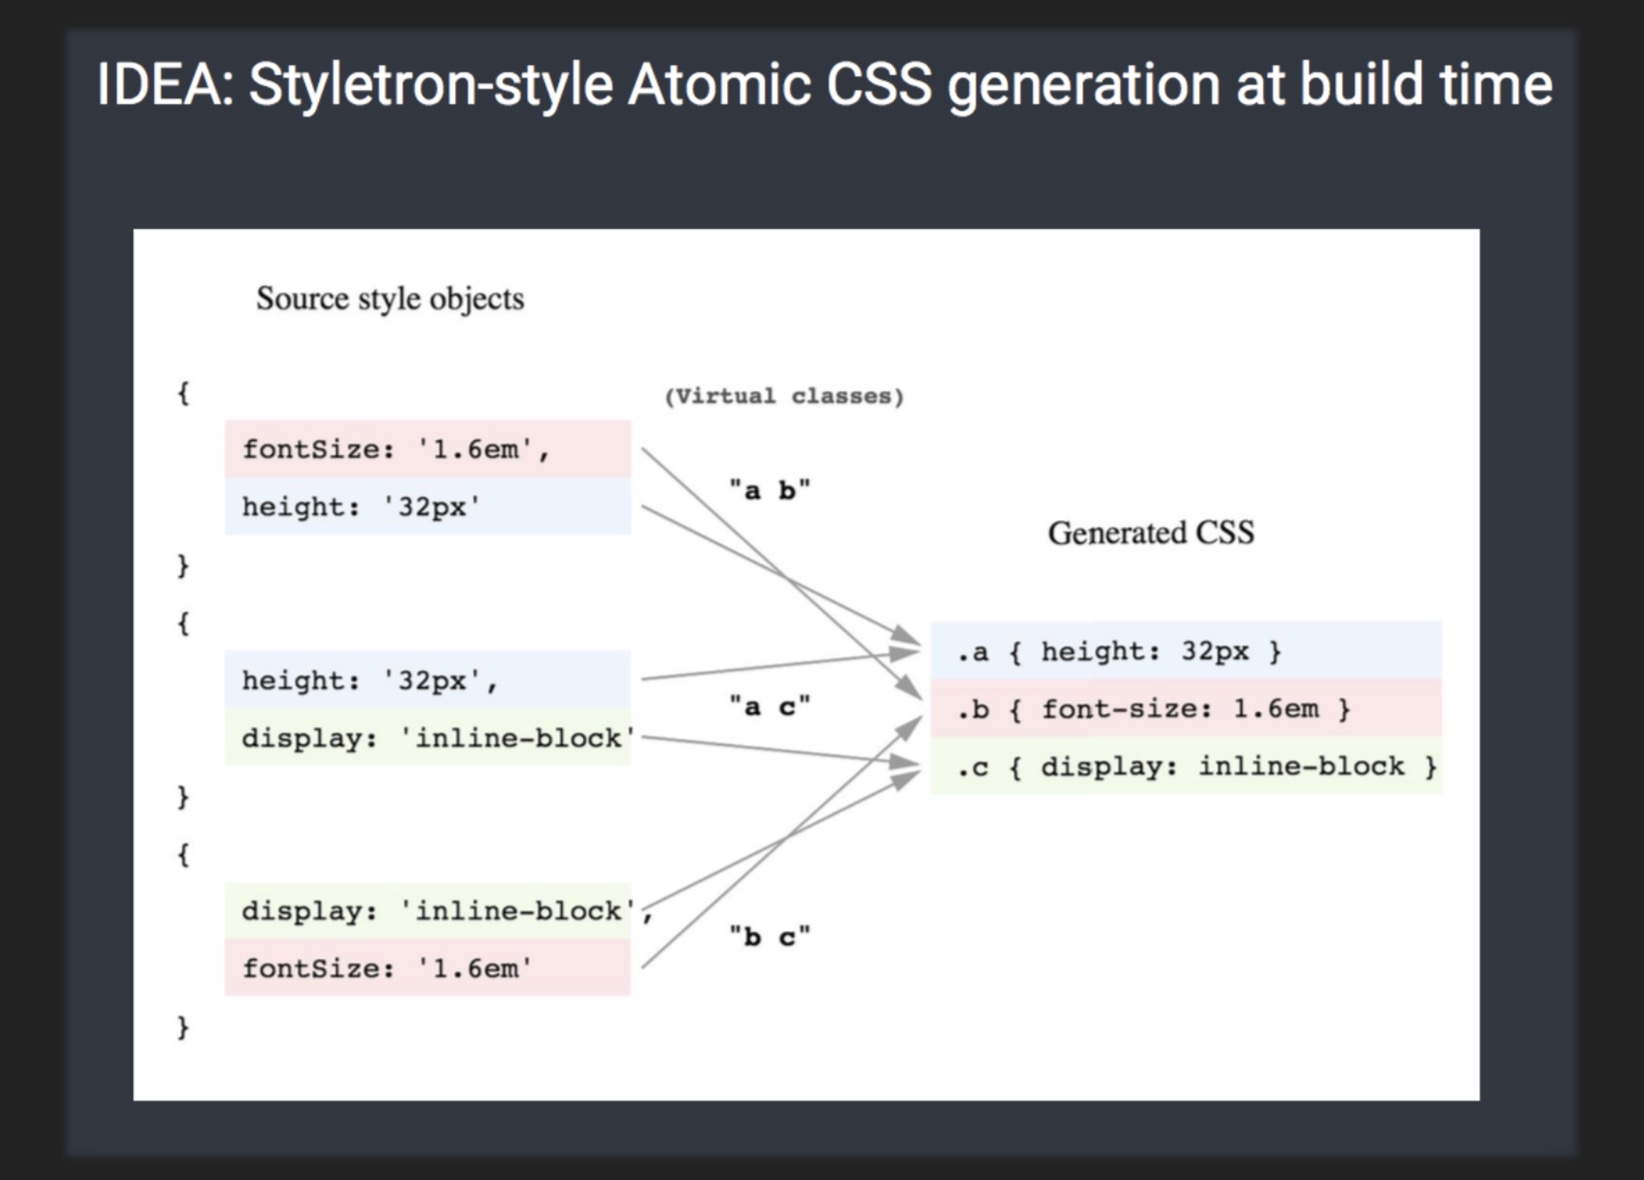 IDEA: Styletron-style Atomic CSS generation at build time
Source style objects
{
(Virtual classes)
fontSize: '1.6em',
"a b"
height: '32px'
}
{
height: '32px',
"a c"
display: 'inline-block'
}
{
display: 'inline-block',
"b c"
fontSize: '1.6em'
}
Generated CSS
.a { height: 32px }
.b { font-size: 1.6em }
.c { display: inline-block }